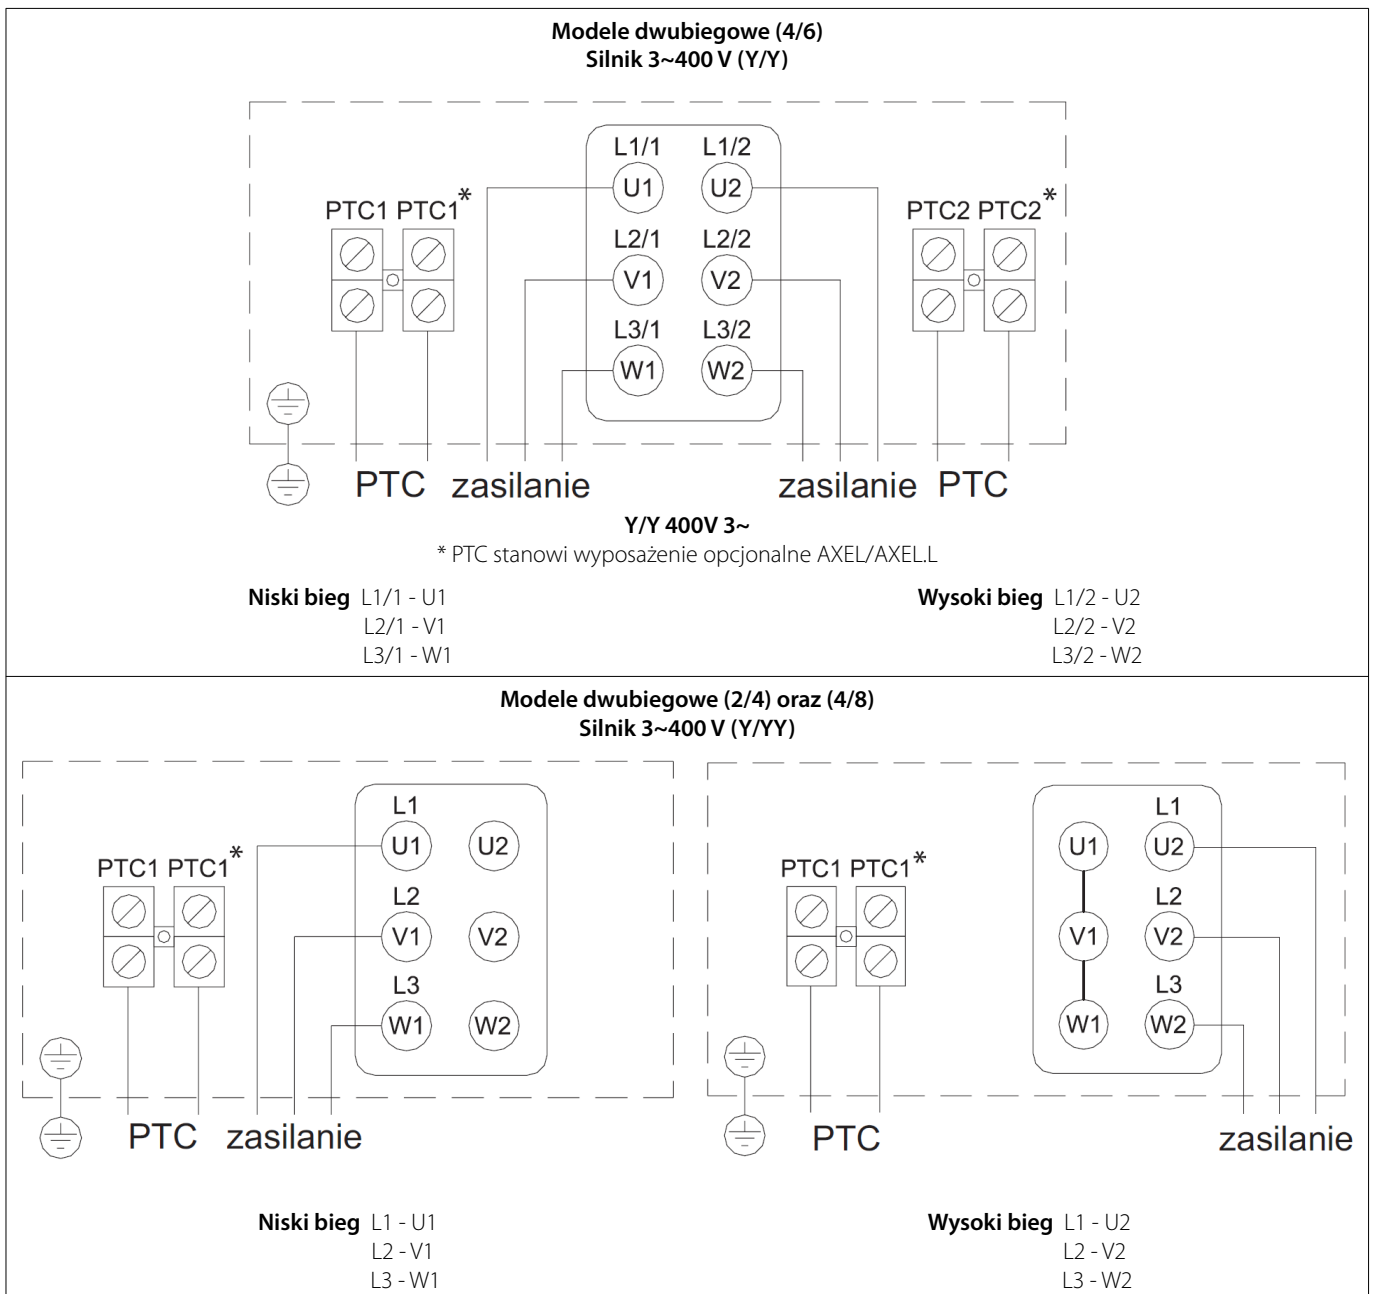 Modele dwubiegowe (4/6)
Silnik 3~400 V (Y/Y)
L1/1 L1/2
U1 U2
PTC1 PTC1* PTC2 PTC2*
L2/1 L2/2
V1 V2
L3/1 L3/2
W1 W2
PTC zasilanie zasilanie PTC
Y/Y 400V 3~
* PTC stanowi wyposażenie opcjonalne AXEL/AXEL.L
Niski bieg L1/1 - U1
L2/1 - V1
L3/1 - W1
Wysoki bieg L1/2 - U2
L2/2 - V2
L3/2 - W2
Modele dwubiegowe (2/4) oraz (4/8)
Silnik 3~400 V (Y/YY)
L1
U1 U2
PTC1 PTC1*
L2
V1 V2
L3
W1 W2
PTC zasilanie
L1
U1 U2
PTC1 PTC1*
L2
V1 V2
L3
W1 W2
PTC zasilanie
Niski bieg L1 - U1
L2 - V1
L3 - W1
Wysoki bieg L1 - U2
L2 - V2
L3 - W2